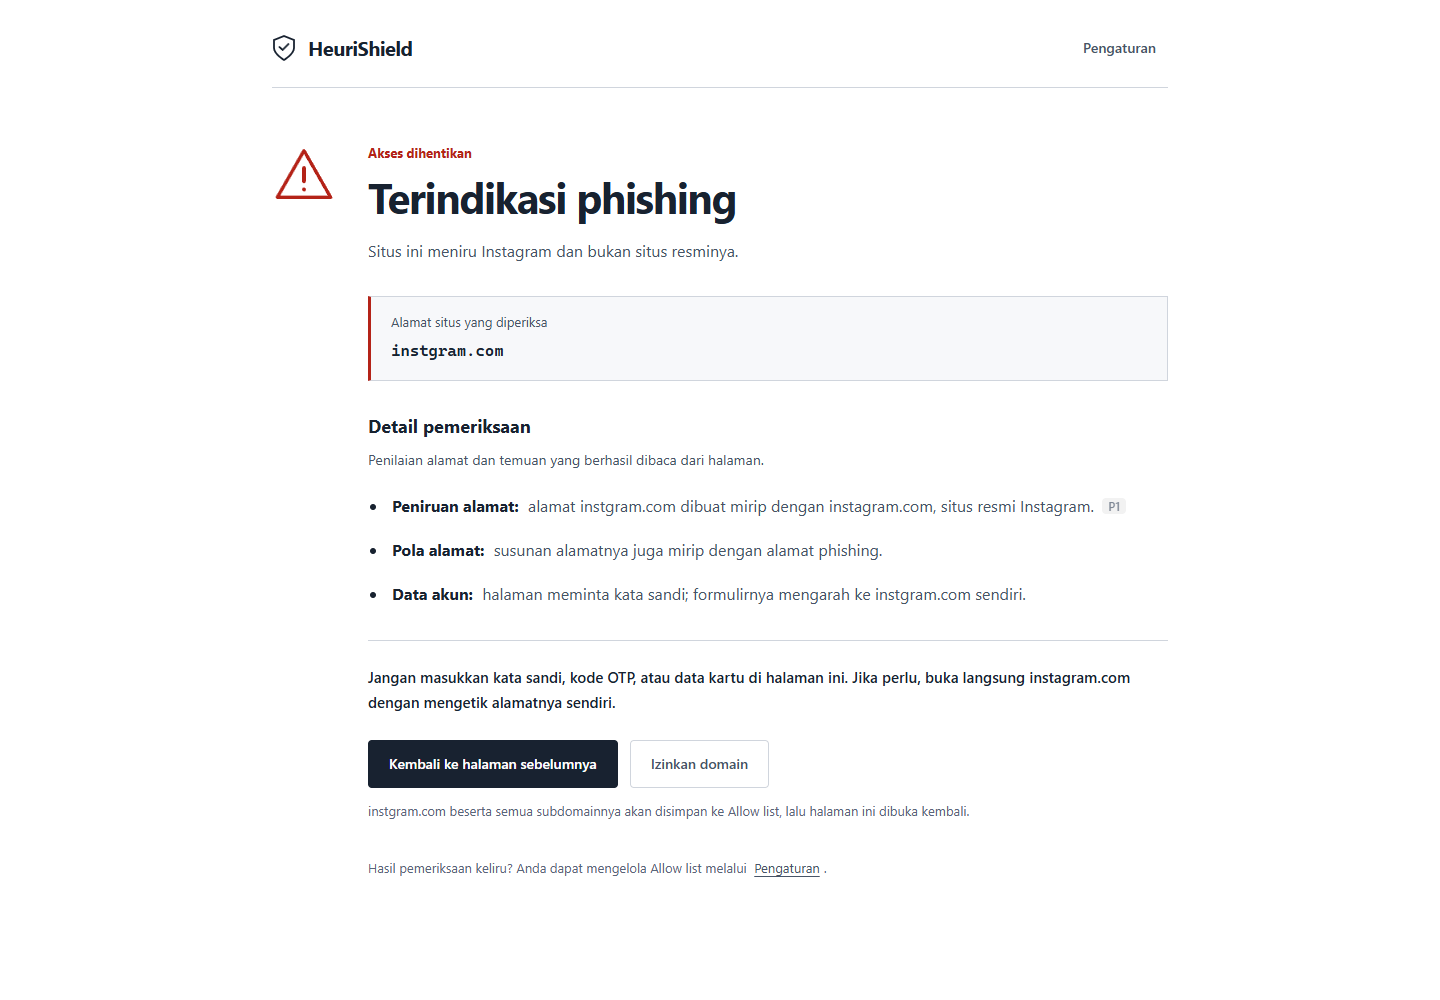 HeuriShield
Pengaturan
Akses dihentikan
Terindikasi phishing
Situs ini meniru Instagram dan bukan situs resminya.
Alamat situs yang diperiksa
instgram.com
Detail pemeriksaan
Penilaian alamat dan temuan yang berhasil dibaca dari halaman.
Peniruan alamat: alamat instgram.com dibuat mirip dengan instagram.com, situs resmi Instagram. P1
Pola alamat: susunan alamatnya juga mirip dengan alamat phishing.
Data akun: halaman meminta kata sandi; formulirnya mengarah ke instgram.com sendiri.
Jangan masukkan kata sandi, kode OTP, atau data kartu di halaman ini. Jika perlu, buka langsung instagram.com
dengan mengetik alamatnya sendiri.
Kembali ke halaman sebelumnya
Izinkan domain
instgram.com beserta semua subdomainnya akan disimpan ke Allow list, lalu halaman ini dibuka kembali.
Hasil pemeriksaan keliru? Anda dapat mengelola Allow list melalui Pengaturan .